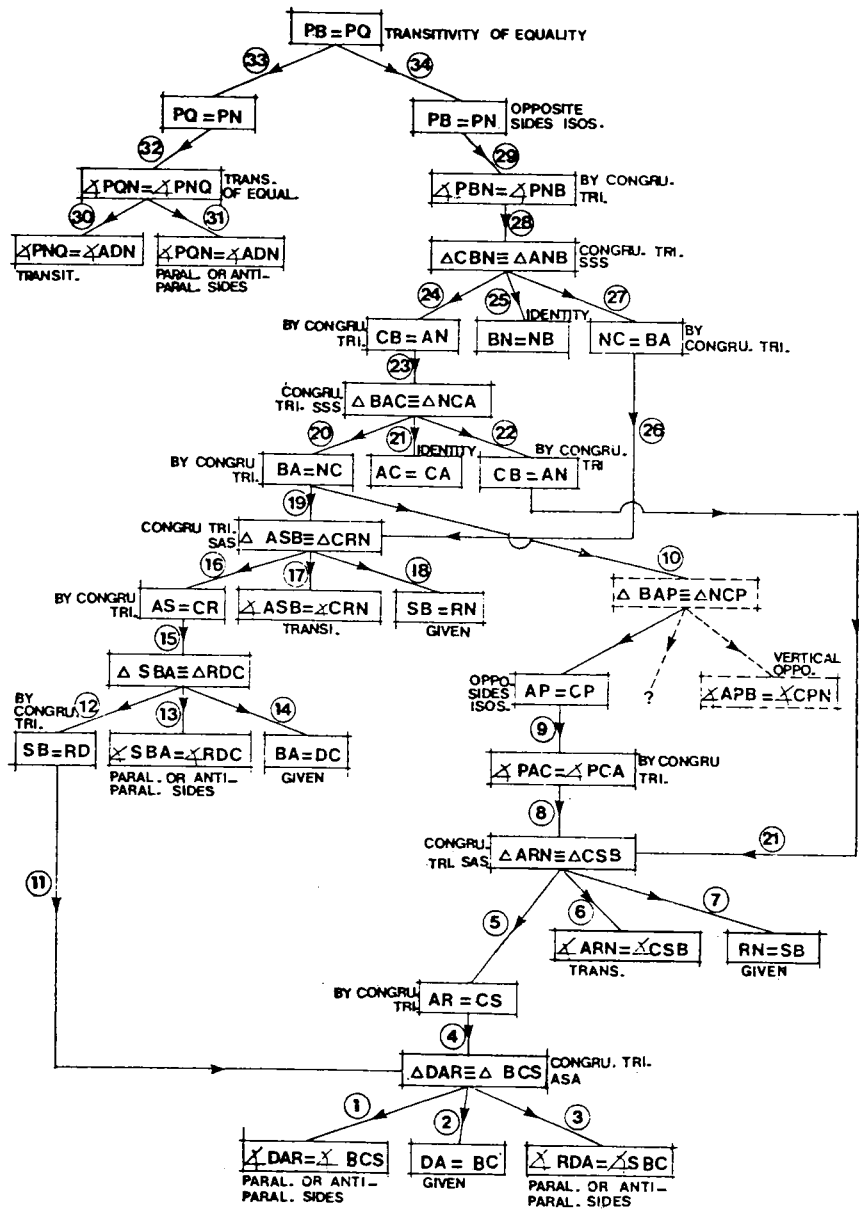 PB = PQ TRANSITIVITY OF EQUALITY
33 34
PQ = PN
PB = PN
OPPOSITE
SIDES ISOS.
32
29
∡PQN = ∡PNQ
TRANS.
OF EQUAL.
∡PBN = ∡PNB
BY CONGRU.
TRI.
30 31
28
∡PNQ = ∡ADN
TRANSIT.
∡PQN = ∡ADN
PARAL. OR ANTI-
PARAL. SIDES
△CBN ≡ △ANB
CONGRU. TRI.
SSS
24 25 27
BY CONGRU
TRI.
CB = AN
IDENTITY
BN = NB
NC = BA
BY
CONGRU. TRI.
23
CONGRU
TRI. SSS
△ BAC ≡ △NCA
26
20 21 22
BY CONGRU
TRI.
BA = NC
IDENTITY
AC = CA
CB = AN
BY CONGRU.
TRI
19
CONGRU TRI.
SAS
△ ASB ≡ △CRN
10
16 17 18
△ BAP ≡ △NCP
BY CONGRU
TRI.
AS = CR
∡ASB = ∡CRN
TRANSI.
SB = RN
GIVEN
15
△ SBA ≡ △RDC
OPPO.
SIDES
ISOS.
AP = CP
?
VERTICAL
OPPO.
∡APB = ∡CPN
BY
CONGRU
TRI.
12 13 14
9
SB = RD
∡SBA = ∡RDC
PARAL. OR ANTI-
PARAL. SIDES
BA = DC
GIVEN
∡PAC = ∡PCA
BY CONGRU
TRI.
8
CONGRU.
TRI. SAS
△ARN ≡ △CSB
21
11
5 6 7
∡ARN = ∡CSB
TRANS.
RN = SB
GIVEN
BY CONGRU.
TRI.
AR = CS
4
△DAR ≡ △ BCS
CONGRU. TRI.
ASA
1 2 3
∡DAR = ∡ BCS
PARAL. OR ANTI-
PARAL. SIDES
DA = BC
GIVEN
∡RDA = ∡SBC
PARAL. OR ANTI-
PARAL. SIDES